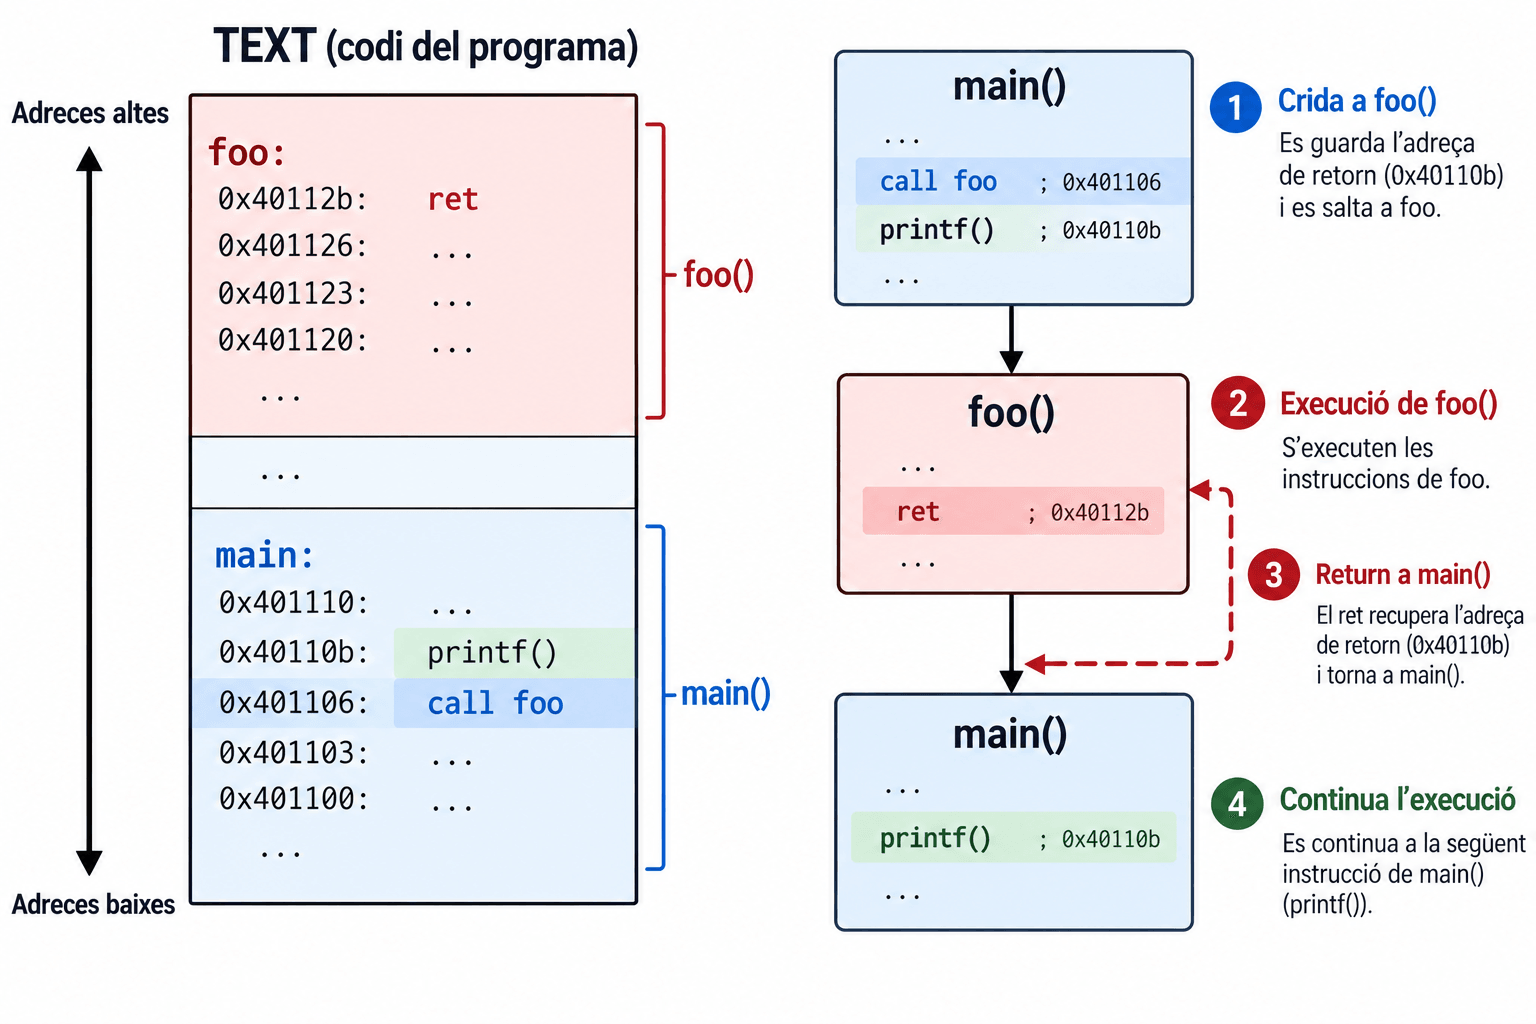 TEXT (codi del programa)
Adreces altes
foo:
0x40112b: ret
0x401126: ...
0x401123: ...
0x401120: ...
...
foo()
...
main:
0x401110: ...
0x40110b: printf()
0x401106: call foo
0x401103: ...
0x401100: ...
...
main()
Adreces baixes
main()
...
call foo ; 0x401106
printf() ; 0x40110b
...
1 Crida a foo()
Es guarda l'adreça
de retorn (0x40110b)
i es salta a foo.
foo()
...
ret ; 0x40112b
...
2 Execució de foo()
S'executen les
instruccions de foo.
3 Return a main()
El ret recupera l'adreça
de retorn (0x40110b)
i torna a main().
main()
...
printf() ; 0x40110b
...
4 Continua l'execució
Es continua a la següent
instrucció de main()
(printf()).